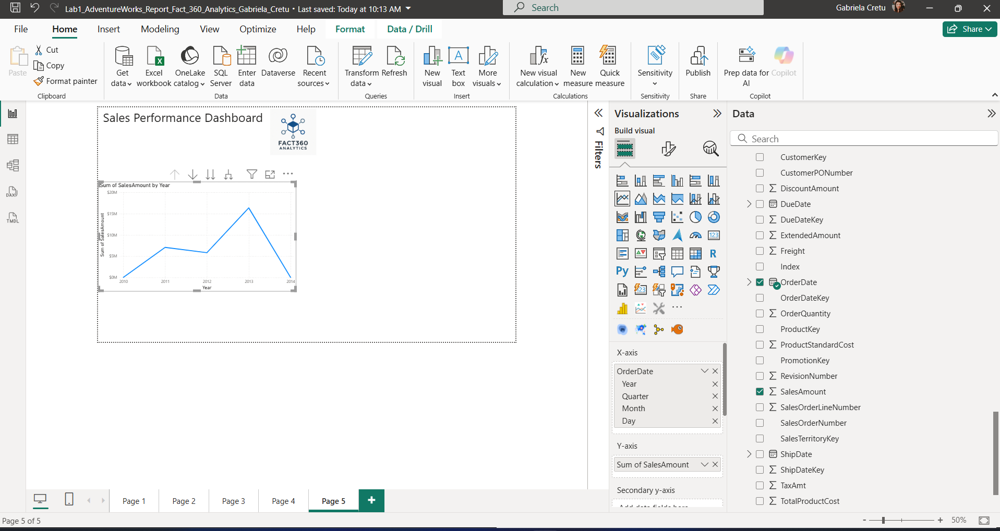 Lab1_AdventureWorks_Report_Fact_360_Analytics_Gabriela_Cretu • Last saved: Today at 10:13 AM
Search
Gabriela Cretu
File
Home
Insert
Modeling
View
Optimize
Help
Format
Data / Drill
Share
Paste
Cut
Copy
Format painter
Clipboard
Get data
Excel workbook
OneLake catalog
SQL Server
Enter data
Dataverse
Recent sources
Data
Transform data
Refresh
Queries
New visual
Text box
More visuals
Insert
New visual calculation
New measure
Quick measure
Calculations
Sensitivity
Sensitivity
Publish
Share
Prep data for AI
Copilot
Copilot
DAX
TMDL
Sales Performance Dashboard
FACT360
ANALYTICS
Sum of SalesAmount by Year
Sum of SalesAmount
$20M
$15M
$10M
$5M
$0M
2010
2011
2012
2013
2014
Year
Filters
Visualizations
Build visual
123
R
Py
123
X-axis
OrderDate
Year
Quarter
Month
Day
Y-axis
Sum of SalesAmount
Secondary y-axis
Add data fields here
Data
Search
CustomerKey
CustomerPONumber
DiscountAmount
DueDate
DueDateKey
ExtendedAmount
Freight
Index
OrderDate
OrderDateKey
OrderQuantity
ProductKey
ProductStandardCost
PromotionKey
RevisionNumber
SalesAmount
SalesOrderLineNumber
SalesOrderNumber
SalesTerritoryKey
ShipDate
ShipDateKey
TaxAmt
TotalProductCost
Page 1
Page 2
Page 3
Page 4
Page 5
+
Page 5 of 5
- + 50%